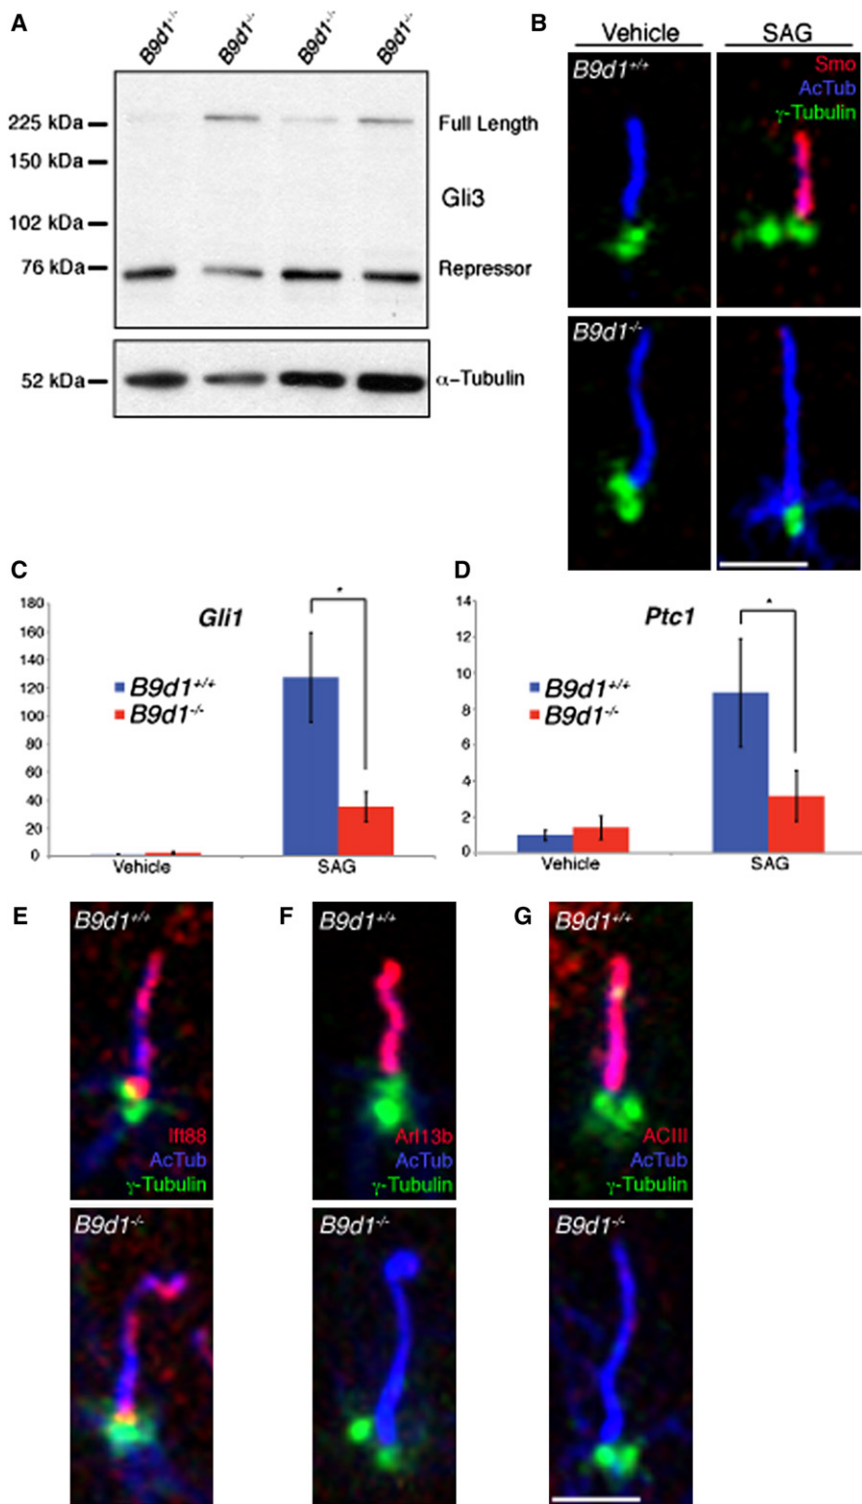 A
B9d1+/+ B9d1-/- B9d1-/- B9d1-/-
225 kDa
150 kDa
102 kDa
76 kDa
Full Length
Gli3
Repressor
52 kDa
α-Tubulin
B
Vehicle SAG
B9d1+/+
Smo
AcTub
γ-Tubulin
B9d1-/-
C
Gli1
180
160
140
120
100
80
60
40
20
0
*
B9d1+/+
B9d1-/-
Vehicle SAG
D
Ptc1
14
12
10
8
6
4
2
0
*
B9d1+/+
B9d1-/-
Vehicle SAG
E
B9d1+/+
Ift88
AcTub
γ-Tubulin
B9d1-/-
F
B9d1+/+
Arl13b
AcTub
γ-Tubulin
B9d1-/-
G
B9d1+/+
ACIII
AcTub
γ-Tubulin
B9d1-/-